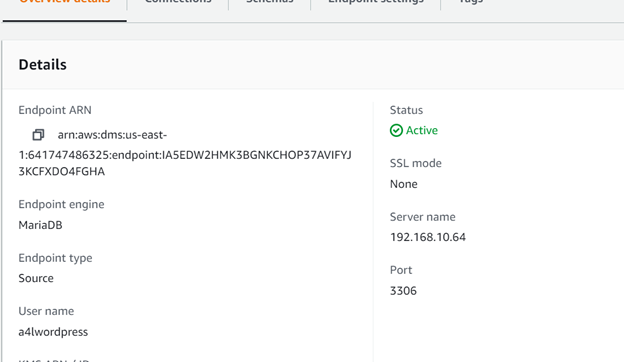 Overview details
Connections
Schemas
Endpoint settings
Tags
Details
Endpoint ARN
arn:aws:dms:us-east-
1:641747486325:endpoint:IA5EDW2HMK3BGNKCHOP37AVIFYJ
3KCFXDO4FGHA
Endpoint engine
MariaDB
Endpoint type
Source
User name
a4lwordpress
Status
Active
SSL mode
None
Server name
192.168.10.64
Port
3306